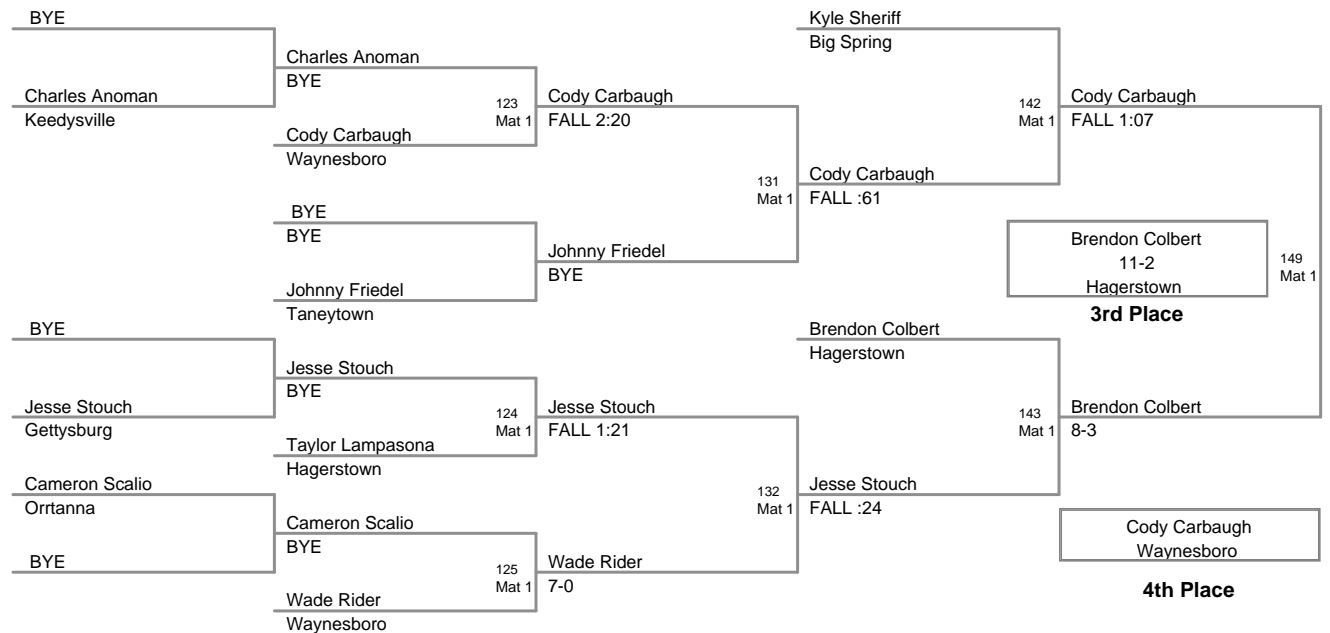 BYE
Kyle Sheriff
Big Spring
Charles Anoman
BYE
Charles Anoman
Keedysville
123
Mat 1
Cody Carbaugh
FALL 2:20
142
Mat 1
Cody Carbaugh
FALL 1:07
Cody Carbaugh
Waynesboro
131
Mat 1
Cody Carbaugh
FALL :61
BYE
BYE
Johnny Friedel
BYE
Brendon Colbert
11-2
Hagerstown
3rd Place
149
Mat 1
Johnny Friedel
Taneytown
BYE
Brendon Colbert
Hagerstown
Jesse Stouch
BYE
Jesse Stouch
Gettysburg
124
Mat 1
Jesse Stouch
FALL 1:21
143
Mat 1
Brendon Colbert
8-3
Taylor Lampasona
Hagerstown
Cameron Scalio
Orrtanna
132
Mat 1
Jesse Stouch
FALL :24
Cameron Scalio
BYE
Cody Carbaugh
Waynesboro
4th Place
BYE
125
Mat 1
Wade Rider
7-0
Wade Rider
Waynesboro